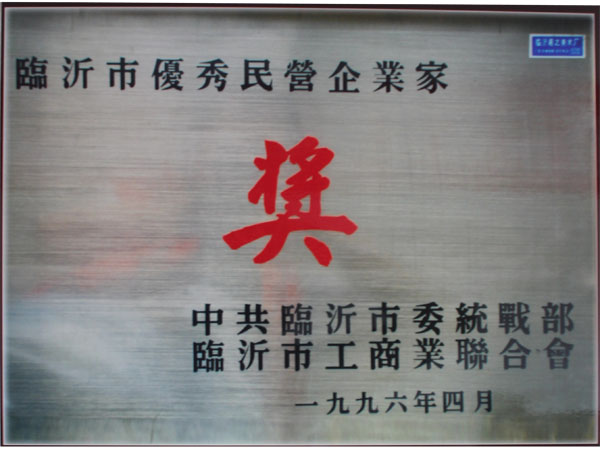 臨沂市優秀民營企業家
獎
中共臨沂市委統戰部
臨沂市工商業聯合會
一九九六年四月